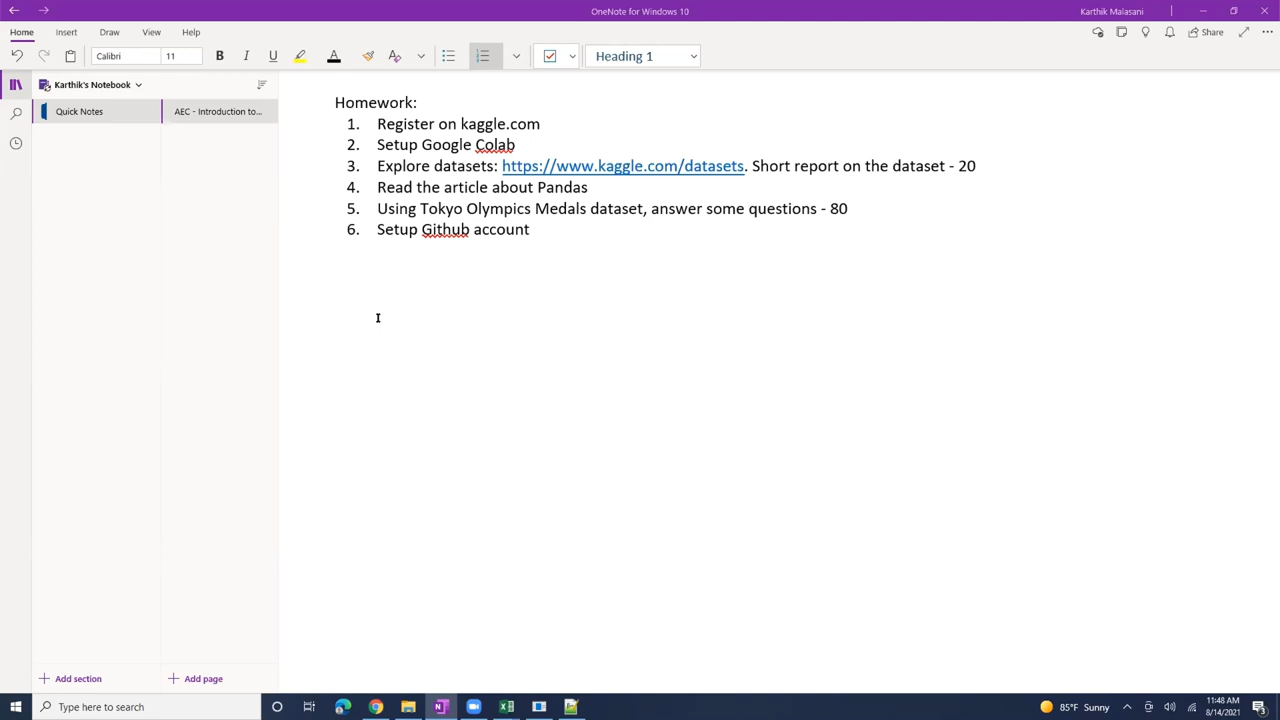 OneNote for Windows 10
Karthik Malasani
Home Insert Draw View Help
Share
Calibri 11 B I U A Heading 1
Karthik's Notebook
Quick Notes
AEC - Introduction to...
Homework:
1. Register on kaggle.com
2. Setup Google Colab
3. Explore datasets: https://www.kaggle.com/datasets. Short report on the dataset - 20
4. Read the article about Pandas
5. Using Tokyo Olympics Medals dataset, answer some questions - 80
6. Setup Github account
Add section
Add page
Type here to search
85°F Sunny
11:48 AM
8/14/2021
3